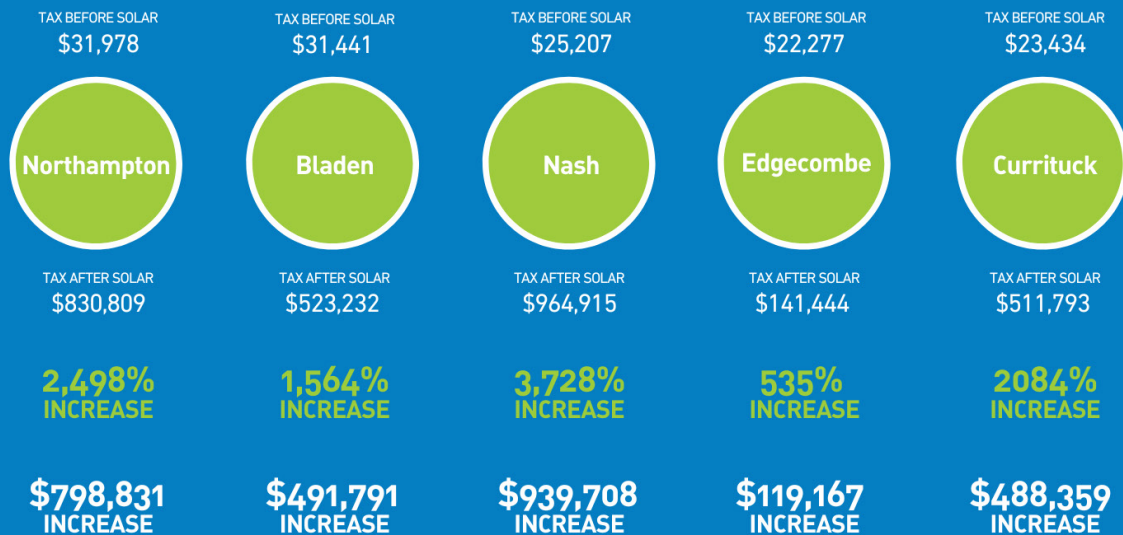 TAX BEFORE SOLAR
$31,978
Northampton
TAX AFTER SOLAR
$830,809
2,498%
INCREASE
$798,831
INCREASE
TAX BEFORE SOLAR
$31,441
Bladen
TAX AFTER SOLAR
$523,232
1,564%
INCREASE
$491,791
INCREASE
TAX BEFORE SOLAR
$25,207
Nash
TAX AFTER SOLAR
$964,915
3,728%
INCREASE
$939,708
INCREASE
TAX BEFORE SOLAR
$22,277
Edgecombe
TAX AFTER SOLAR
$141,444
535%
INCREASE
$119,167
INCREASE
TAX BEFORE SOLAR
$23,434
Currituck
TAX AFTER SOLAR
$511,793
2084%
INCREASE
$488,359
INCREASE